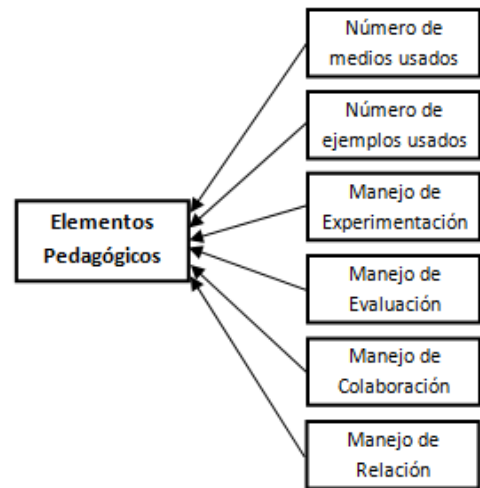 Número de
medios usados
Número de
ejemplos usados
Manejo de
Experimentación
Elementos
Pedagógicos
Manejo de
Evaluación
Manejo de
Colaboración
Manejo de
Relación